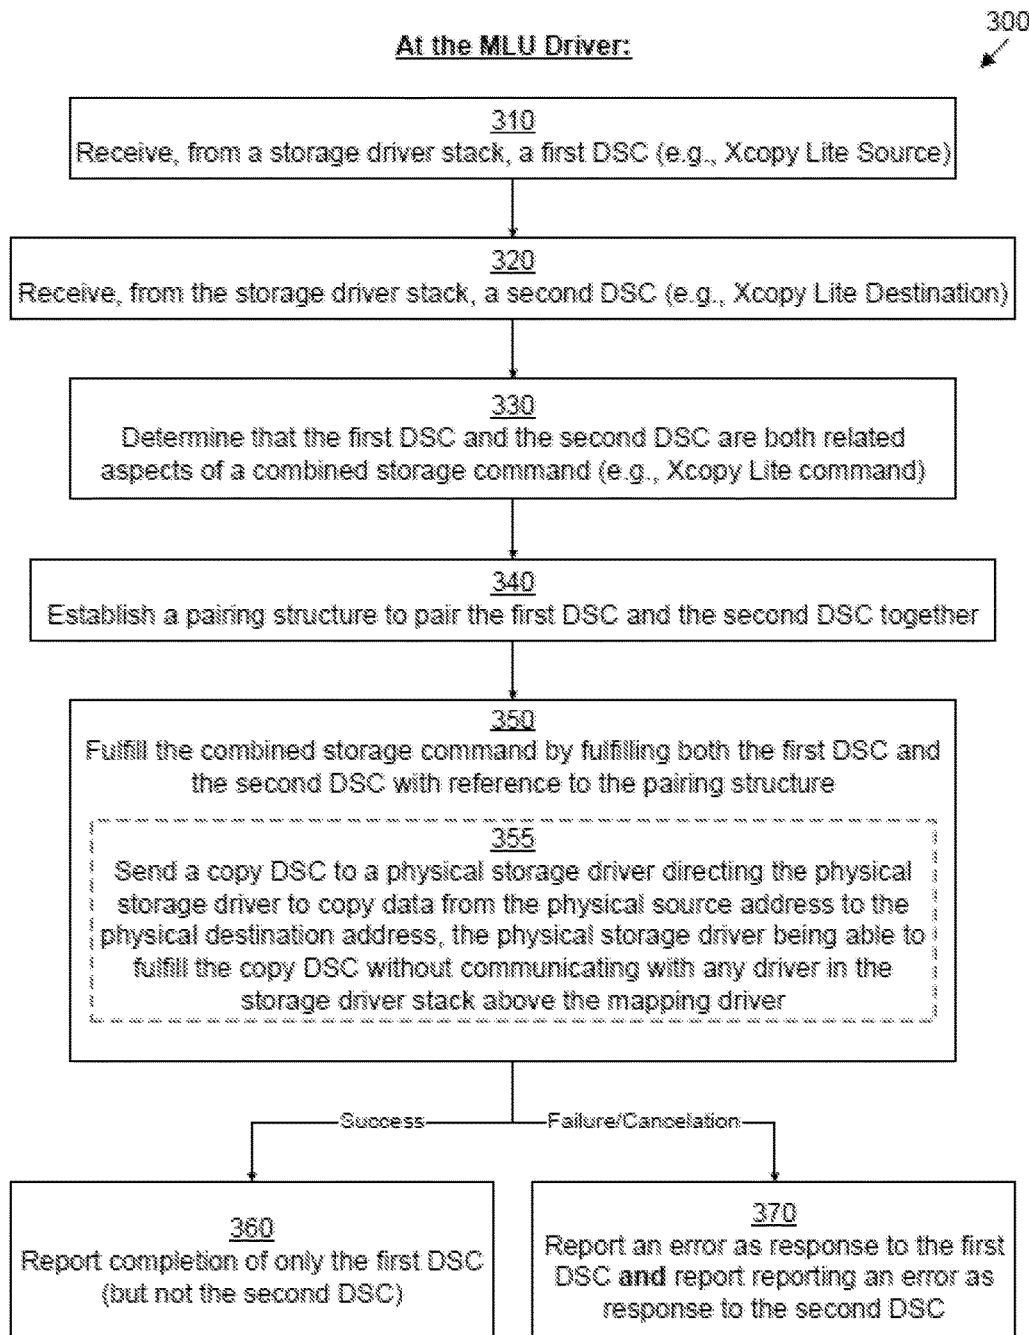 300
At the MLU Driver:
310
Receive, from a storage driver stack, a first DSC (e.g., Xcopy Lite Source)
320
Receive, from the storage driver stack, a second DSC (e.g., Xcopy Lite Destination)
330
Determine that the first DSC and the second DSC are both related
aspects of a combined storage command (e.g., Xcopy Lite command)
340
Establish a pairing structure to pair the first DSC and the second DSC together
350
Fulfill the combined storage command by fulfilling both the first DSC and
the second DSC with reference to the pairing structure
355
Send a copy DSC to a physical storage driver directing the physical
storage driver to copy data from the physical source address to the
physical destination address, the physical storage driver being able to
fulfill the copy DSC without communicating with any driver in the
storage driver stack above the mapping driver
Success
Failure/Cancelation
360
Report completion of only the first DSC
(but not the second DSC)
370
Report an error as response to the first
DSC and report reporting an error as
response to the second DSC